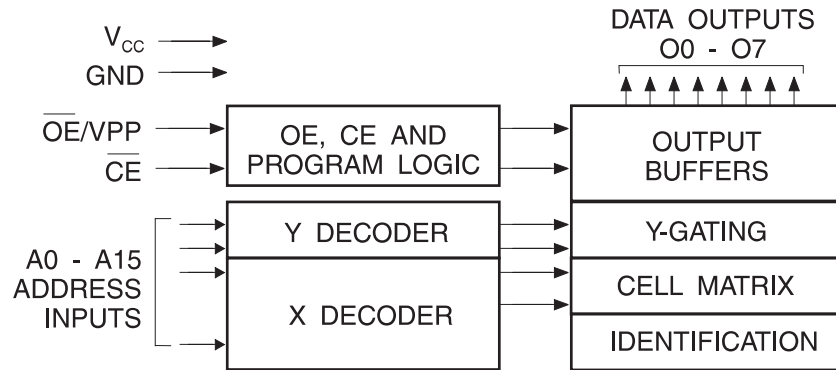 DATA OUTPUTS
O0 - O7
VCC
GND
OE/VPP
CE
OE, CE AND
PROGRAM LOGIC
OUTPUT
BUFFERS
A0 - A15
ADDRESS
INPUTS
Y DECODER
X DECODER
Y-GATING
CELL MATRIX
IDENTIFICATION